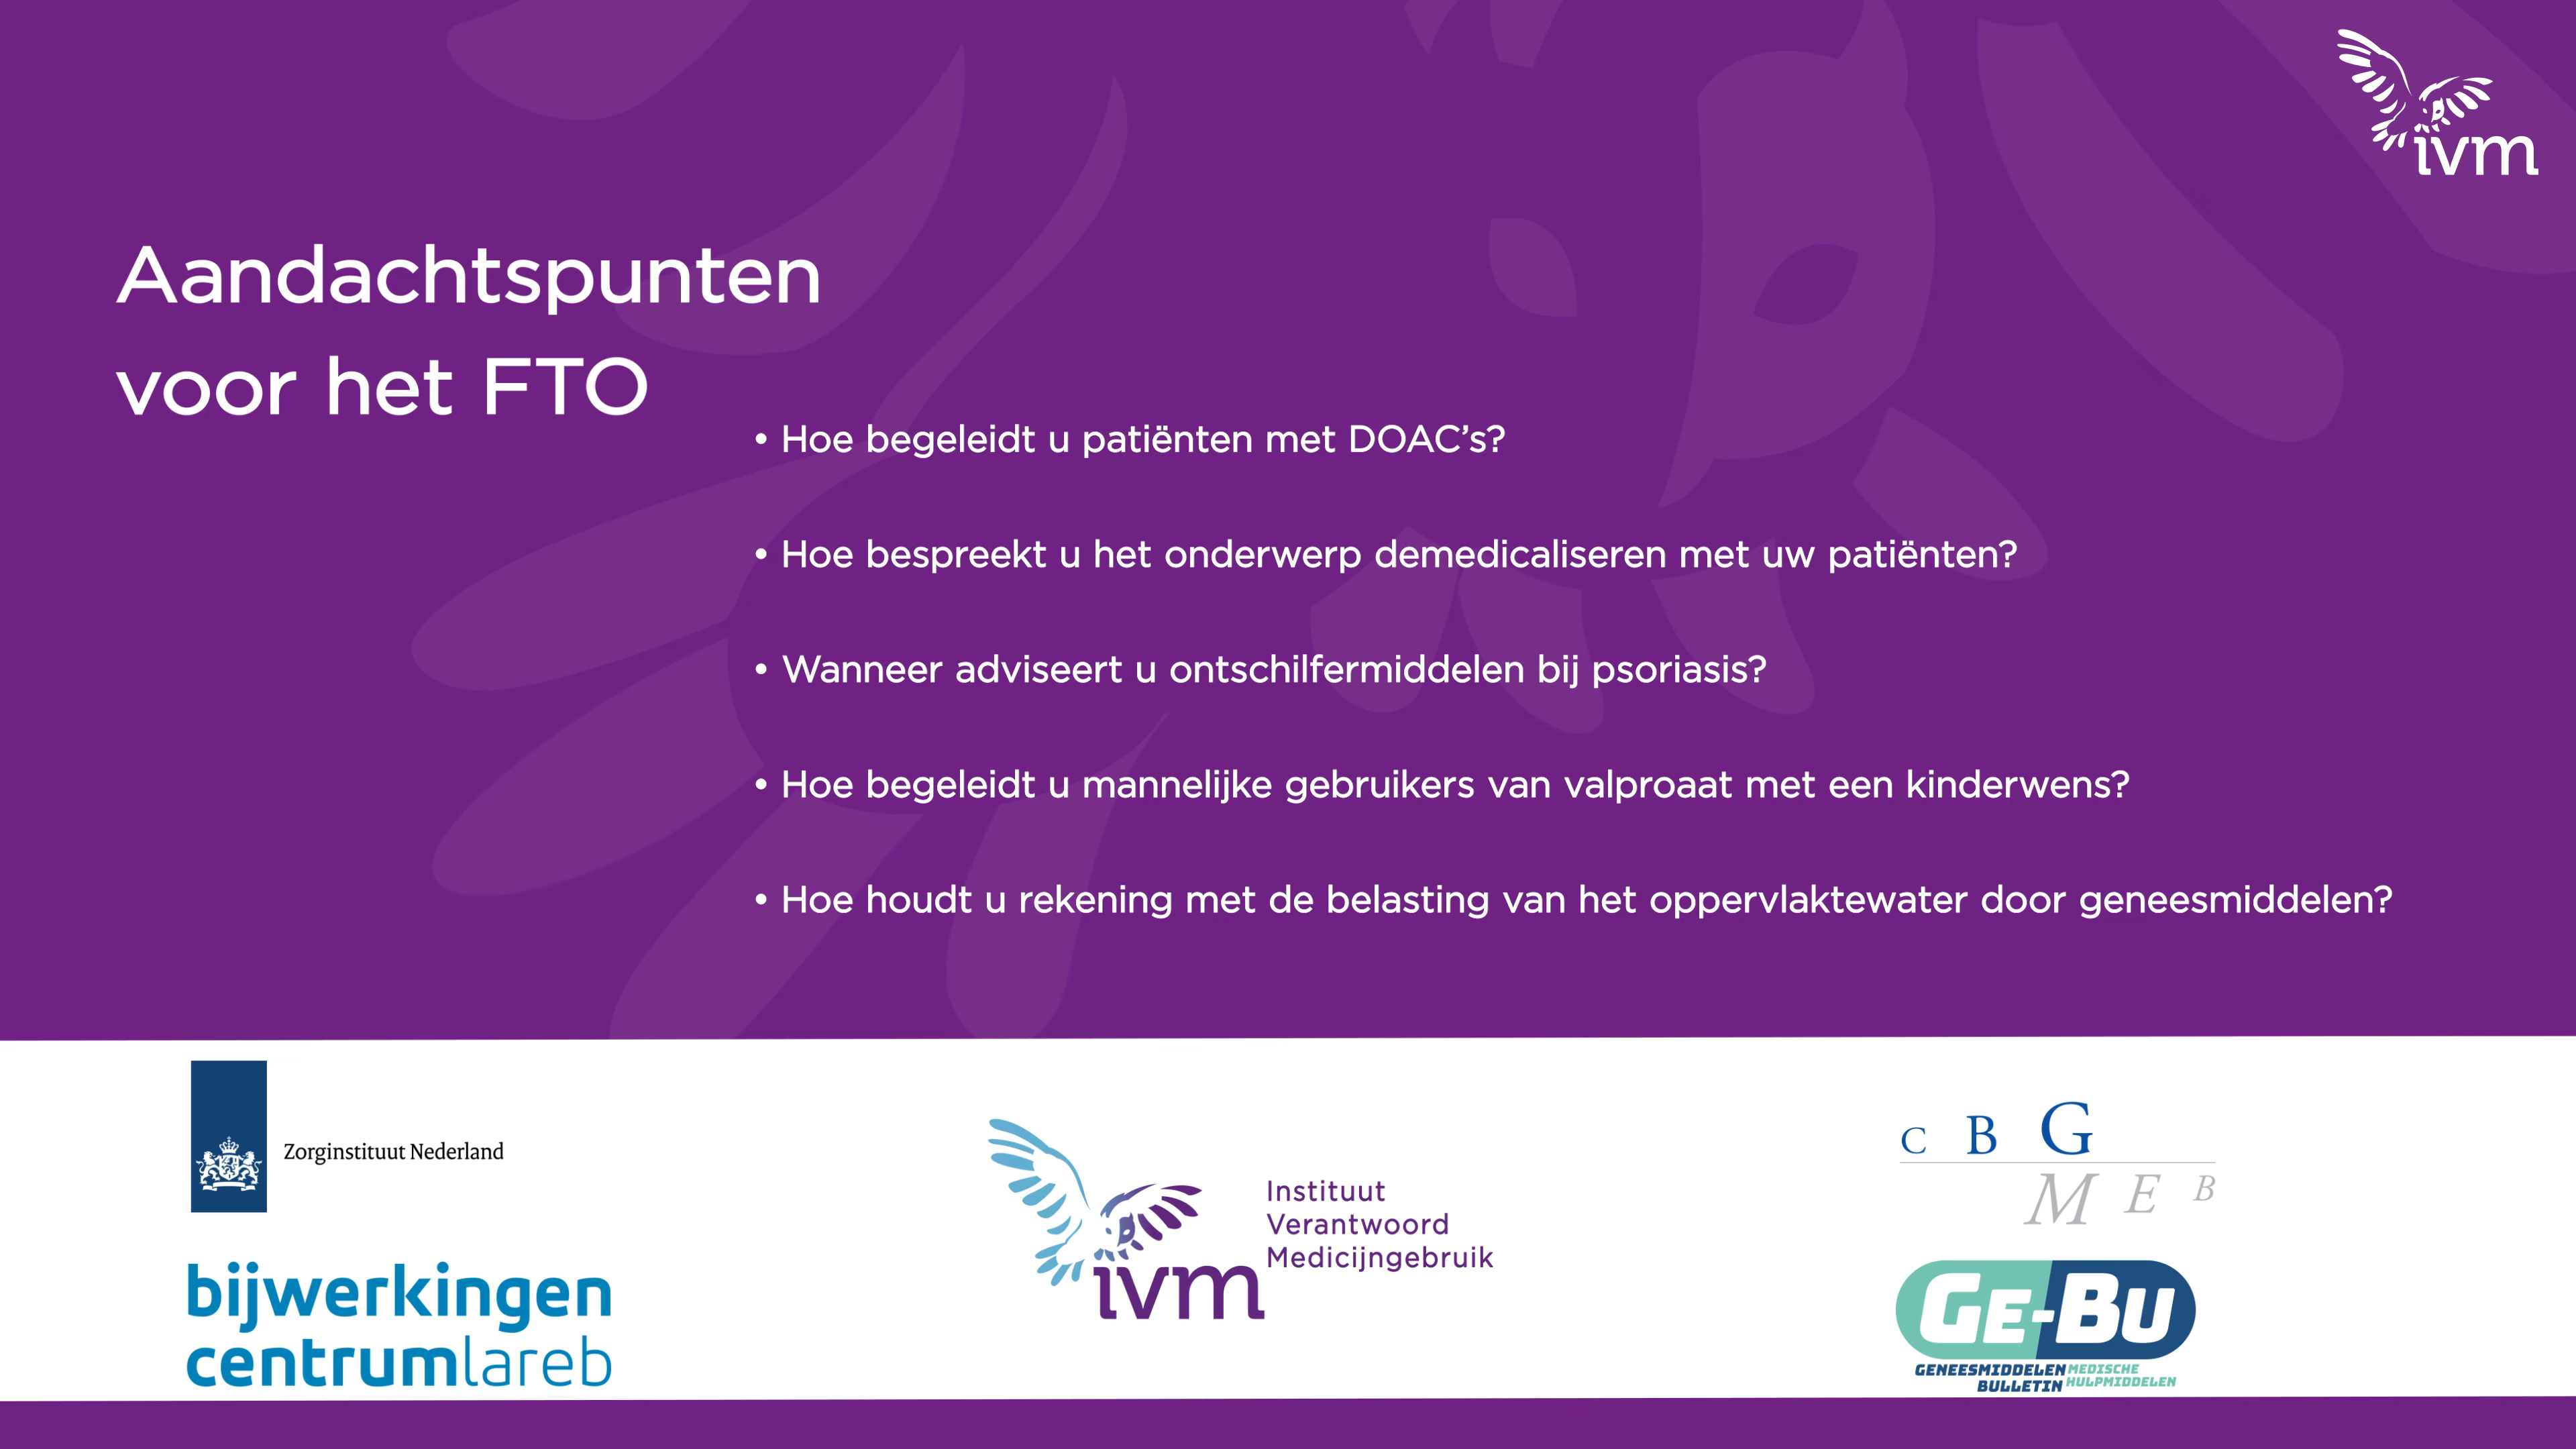 ivm
Aandachtspunten
voor het FTO
• Hoe begeleidt u patiënten met DOAC’s?
• Hoe bespreekt u het onderwerp demedicaliseren met uw patiënten?
• Wanneer adviseert u ontschilfermiddelen bij psoriasis?
• Hoe begeleidt u mannelijke gebruikers van valproaat met een kinderwens?
• Hoe houdt u rekening met de belasting van het oppervlaktewater door geneesmiddelen?
Zorginstituut Nederland
bijwerkingen
centrumlareb
ivm
Instituut
Verantwoord
Medicijngebruik
C B G
M E B
GE-BU
GENEESMIDDELEN MEDISCHE
BULLETIN HULPMIDDELEN